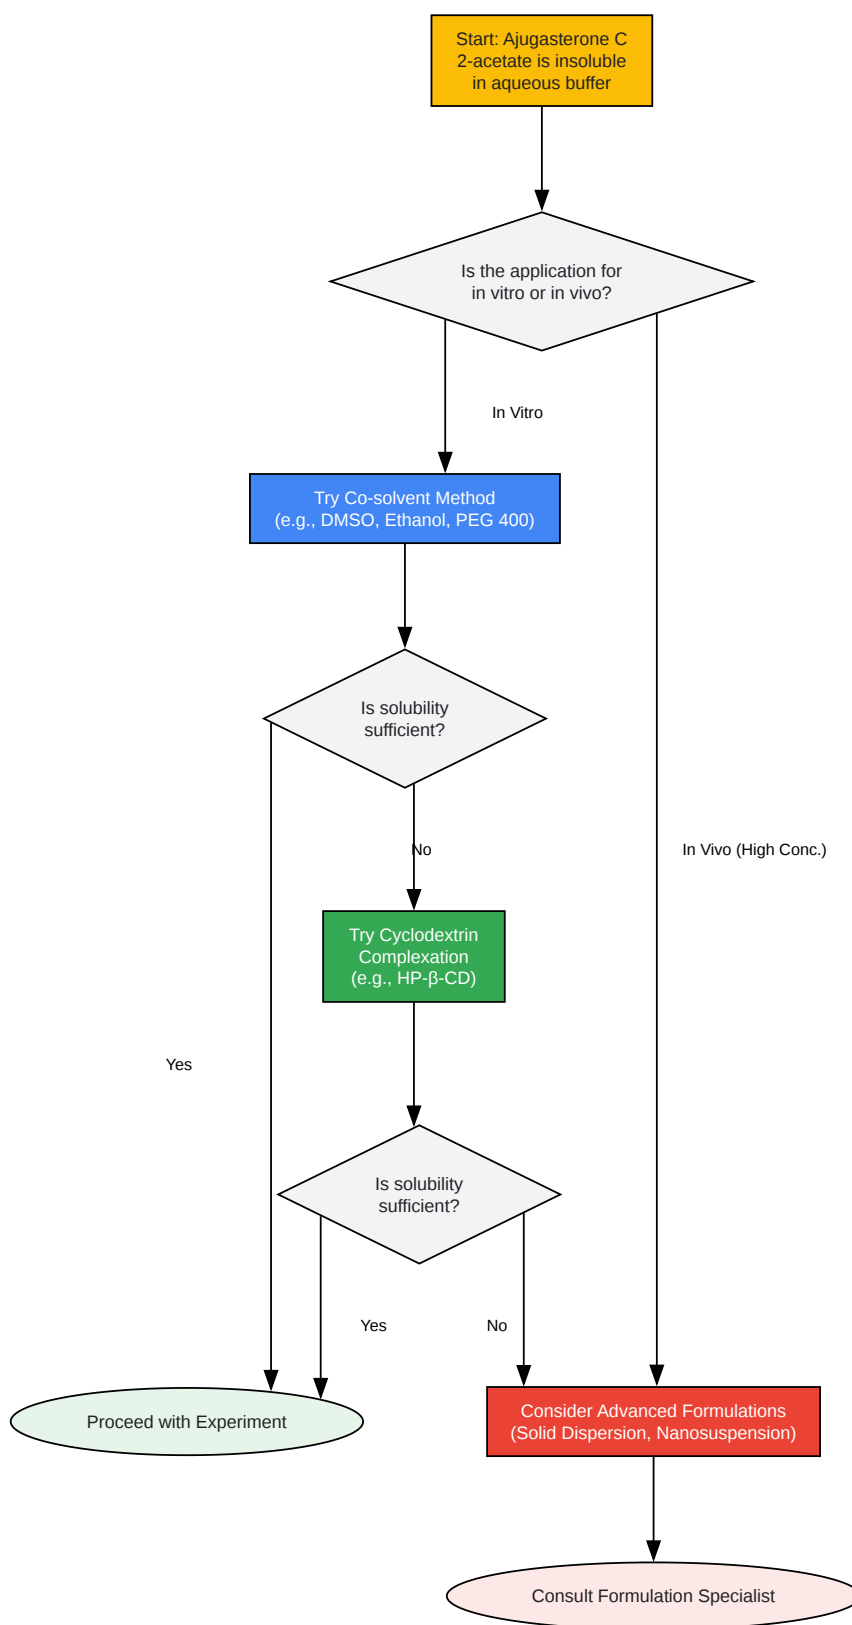 Start: Ajugasterone C
2-acetate is insoluble
in aqueous buffer
Is the application for
in vitro or in vivo?
In Vitro
Try Co-solvent Method
(e.g., DMSO, Ethanol, PEG 400)
Is solubility
sufficient?
No
In Vivo (High Conc.)
Try Cyclodextrin
Complexation
(e.g., HP-β-CD)
Yes
Is solubility
sufficient?
Yes
No
Proceed with Experiment
Consider Advanced Formulations
(Solid Dispersion, Nanosuspension)
Consult Formulation Specialist